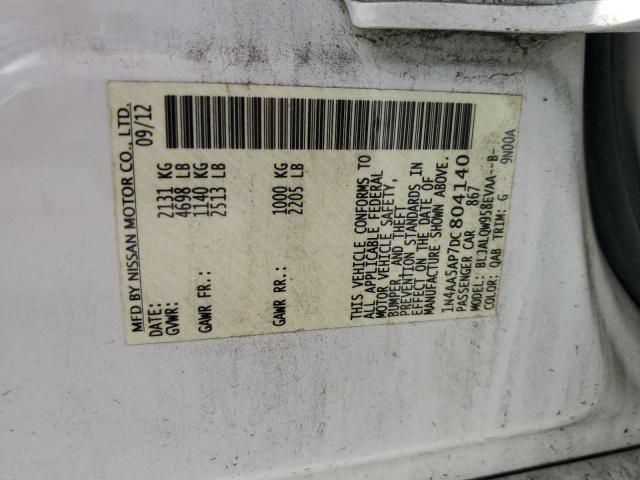 MFD BY NISSAN MOTOR CO., LTD.
DATE: 09/12
GVWR: 2131 KG
4698 LB
GAWR FR.: 1140 KG
2513 LB
GAWR RR.: 1000 KG
2205 LB
THIS VEHICLE CONFORMS TO
ALL APPLICABLE FEDERAL
MOTOR VEHICLE SAFETY,
BUMPER, AND THEFT
PREVENTION STANDARDS IN
EFFECT ON THE DATE OF
MANUFACTURE SHOWN ABOVE.
1N4AA5AP7DC804140
PASSENGER CAR 867
MODEL: BLJALQW958EVAA--B-
COLOR: QAB TRIM: G 9N00A